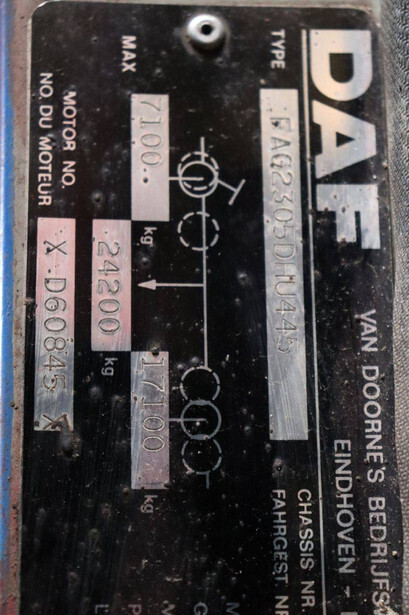 DAF
VAN DOORNE'S BEDRIJFS
EINDHOVEN -
TYPE
FAG2305DHU445
CHASSIS NR.
FAHRGEST NR
MAX
7100. kg
17100 kg
.24200 kg
MOTOR NO.
NO. DU MOTEUR
X D60845 X